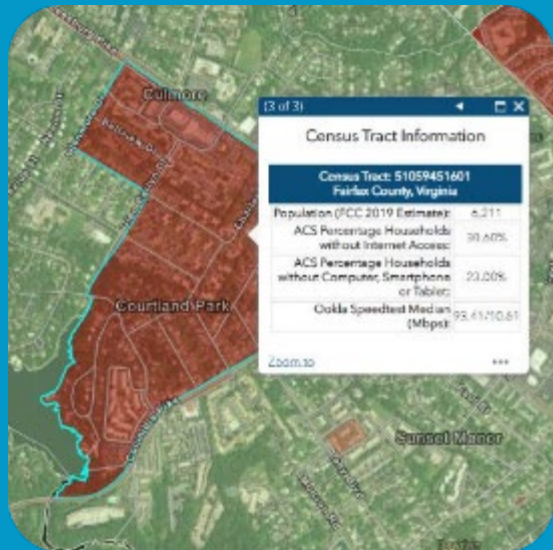 Culmore
(3 of 3)
Census Tract Information
Census Tract: 51059451601
Fairfax County, Virginia
Population (FCC 2019 Estimate): 6,211
ACS Percentage Households
without Internet Access: 30.60%
ACS Percentage Households
without Computer, Smartphone
or Tablet: 23.00%
Ookla Speedtest Median
(Mbps): 93.41/10.61
Zoom to
Courtland Park
Sunset Manor